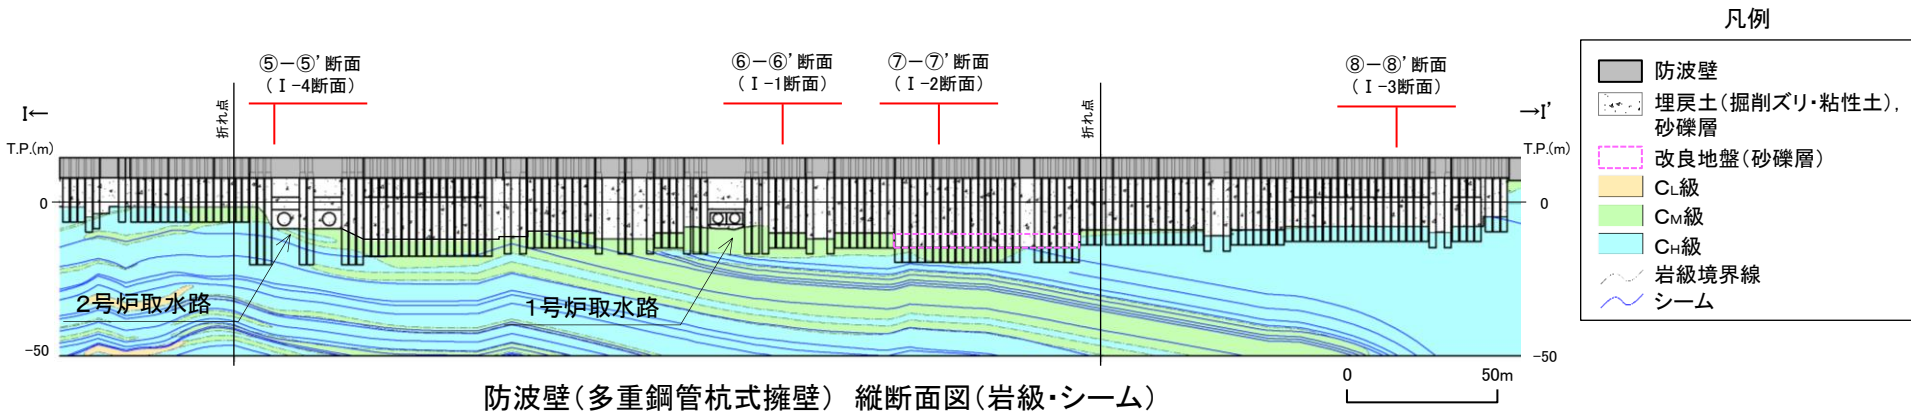 凡例
防波壁
埋戻土(掘削ズリ・粘性土),
砂礫層
改良地盤(砂礫層)
CL級
CM級
CH級
岩級境界線
シーム
⑤-⑤'断面
(Ⅰ-4断面)
⑥-⑥'断面
(Ⅰ-1断面)
⑦-⑦'断面
(Ⅰ-2断面)
⑧-⑧'断面
(Ⅰ-3断面)
I←
→I'
折れ点
折れ点
T.P.(m)
T.P.(m)
0
0
2号炉取水路
1号炉取水路
-50
-50
防波壁(多重鋼管杭式擁壁) 縦断面図(岩級・シーム)
0 50m